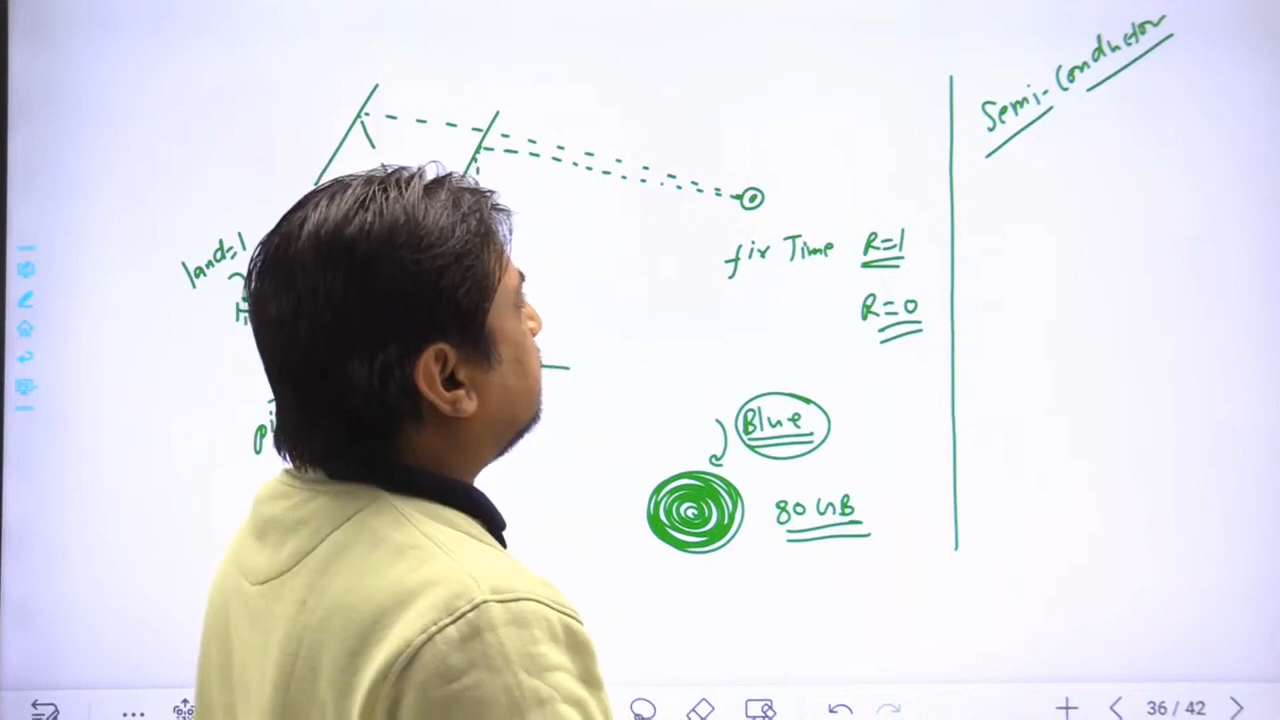 Semi-Conductor
land=1
fix Time R=1
R=0
Blue
80 GB
36 / 42